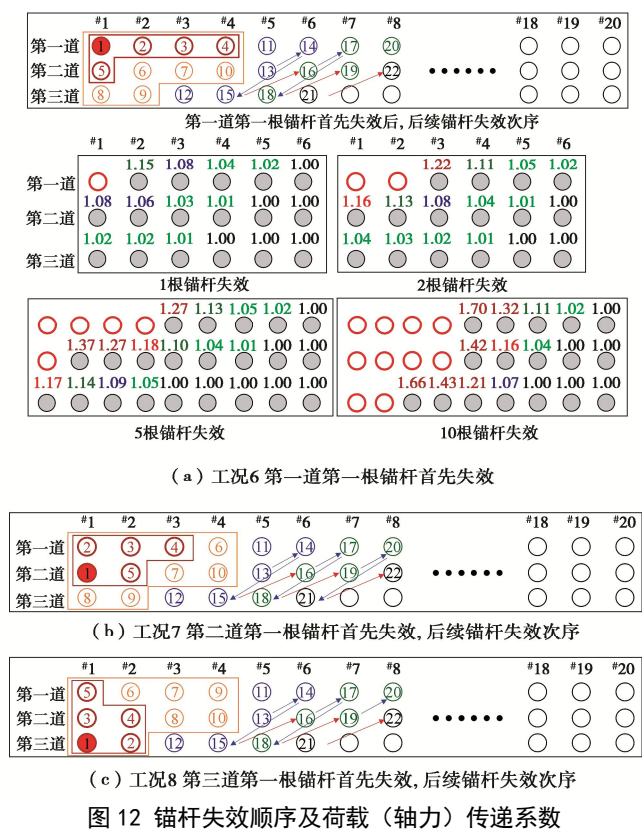 #1 #2 #3 #4 #5 #6 #7 #8 #18 #19 #20
第一道 1 2 3 4 11 14 17 20
第二道 5 6 7 10 13 16 19 22 ······
第三道 8 9 12 15 18 21
第一道第一根锚杆首先失效后,后续锚杆失效次序
#1 #2 #3 #4 #5 #6 #1 #2 #3 #4 #5 #6
1.15 1.08 1.04 1.02 1.00 1.22 1.11 1.05 1.02
第一道
1.08 1.06 1.03 1.01 1.00 1.00 1.16 1.13 1.08 1.04 1.01 1.00
第二道
1.02 1.02 1.01 1.00 1.00 1.00 1.04 1.03 1.02 1.01 1.00 1.00
第三道
1根锚杆失效 2根锚杆失效
1.27 1.13 1.05 1.02 1.00 1.70 1.32 1.11 1.02 1.00
1.37 1.27 1.18 1.10 1.04 1.01 1.00 1.42 1.16 1.04 1.00 1.00
1.17 1.14 1.09 1.05 1.00 1.00 1.00 1.00 1.66 1.43 1.21 1.07 1.00 1.00
5根锚杆失效 10根锚杆失效
(a)工况6 第一道第一根锚杆首先失效
#1 #2 #3 #4 #5 #6 #7 #8 #18 #19 #20
第一道 2 3 4 6 11 14 17 20
第二道 1 5 7 10 13 16 19 22 ······
第三道 8 9 12 15 18 21
(b)工况7 第二道第一根锚杆首先失效,后续锚杆失效次序
#1 #2 #3 #4 #5 #6 #7 #8 #18 #19 #20
第一道 5 6 7 9 11 14 17 20
第二道 3 4 8 10 13 16 19 22 ······
第三道 1 2 12 15 18 21
(c)工况8 第三道第一根锚杆首先失效,后续锚杆失效次序
图 12 锚杆失效顺序及荷载（轴力）传递系数